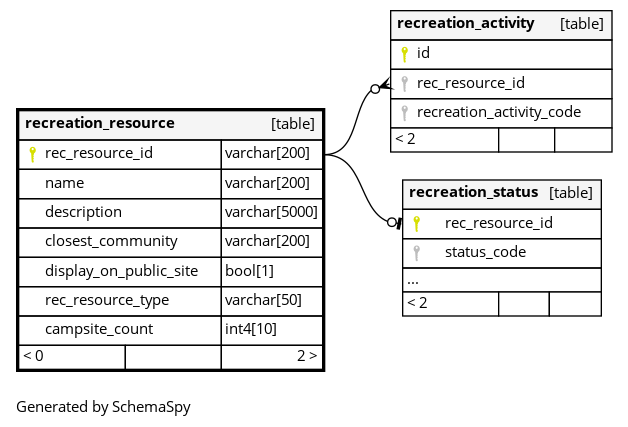 recreation_activity [table]
id
rec_resource_id
recreation_activity_code
< 2
recreation_resource [table]
rec_resource_id varchar[200]
name varchar[200]
description varchar[5000]
closest_community varchar[200]
display_on_public_site bool[1]
rec_resource_type varchar[50]
campsite_count int4[10]
< 0 2 >
recreation_status [table]
rec_resource_id
status_code
...
< 2
Generated by SchemaSpy